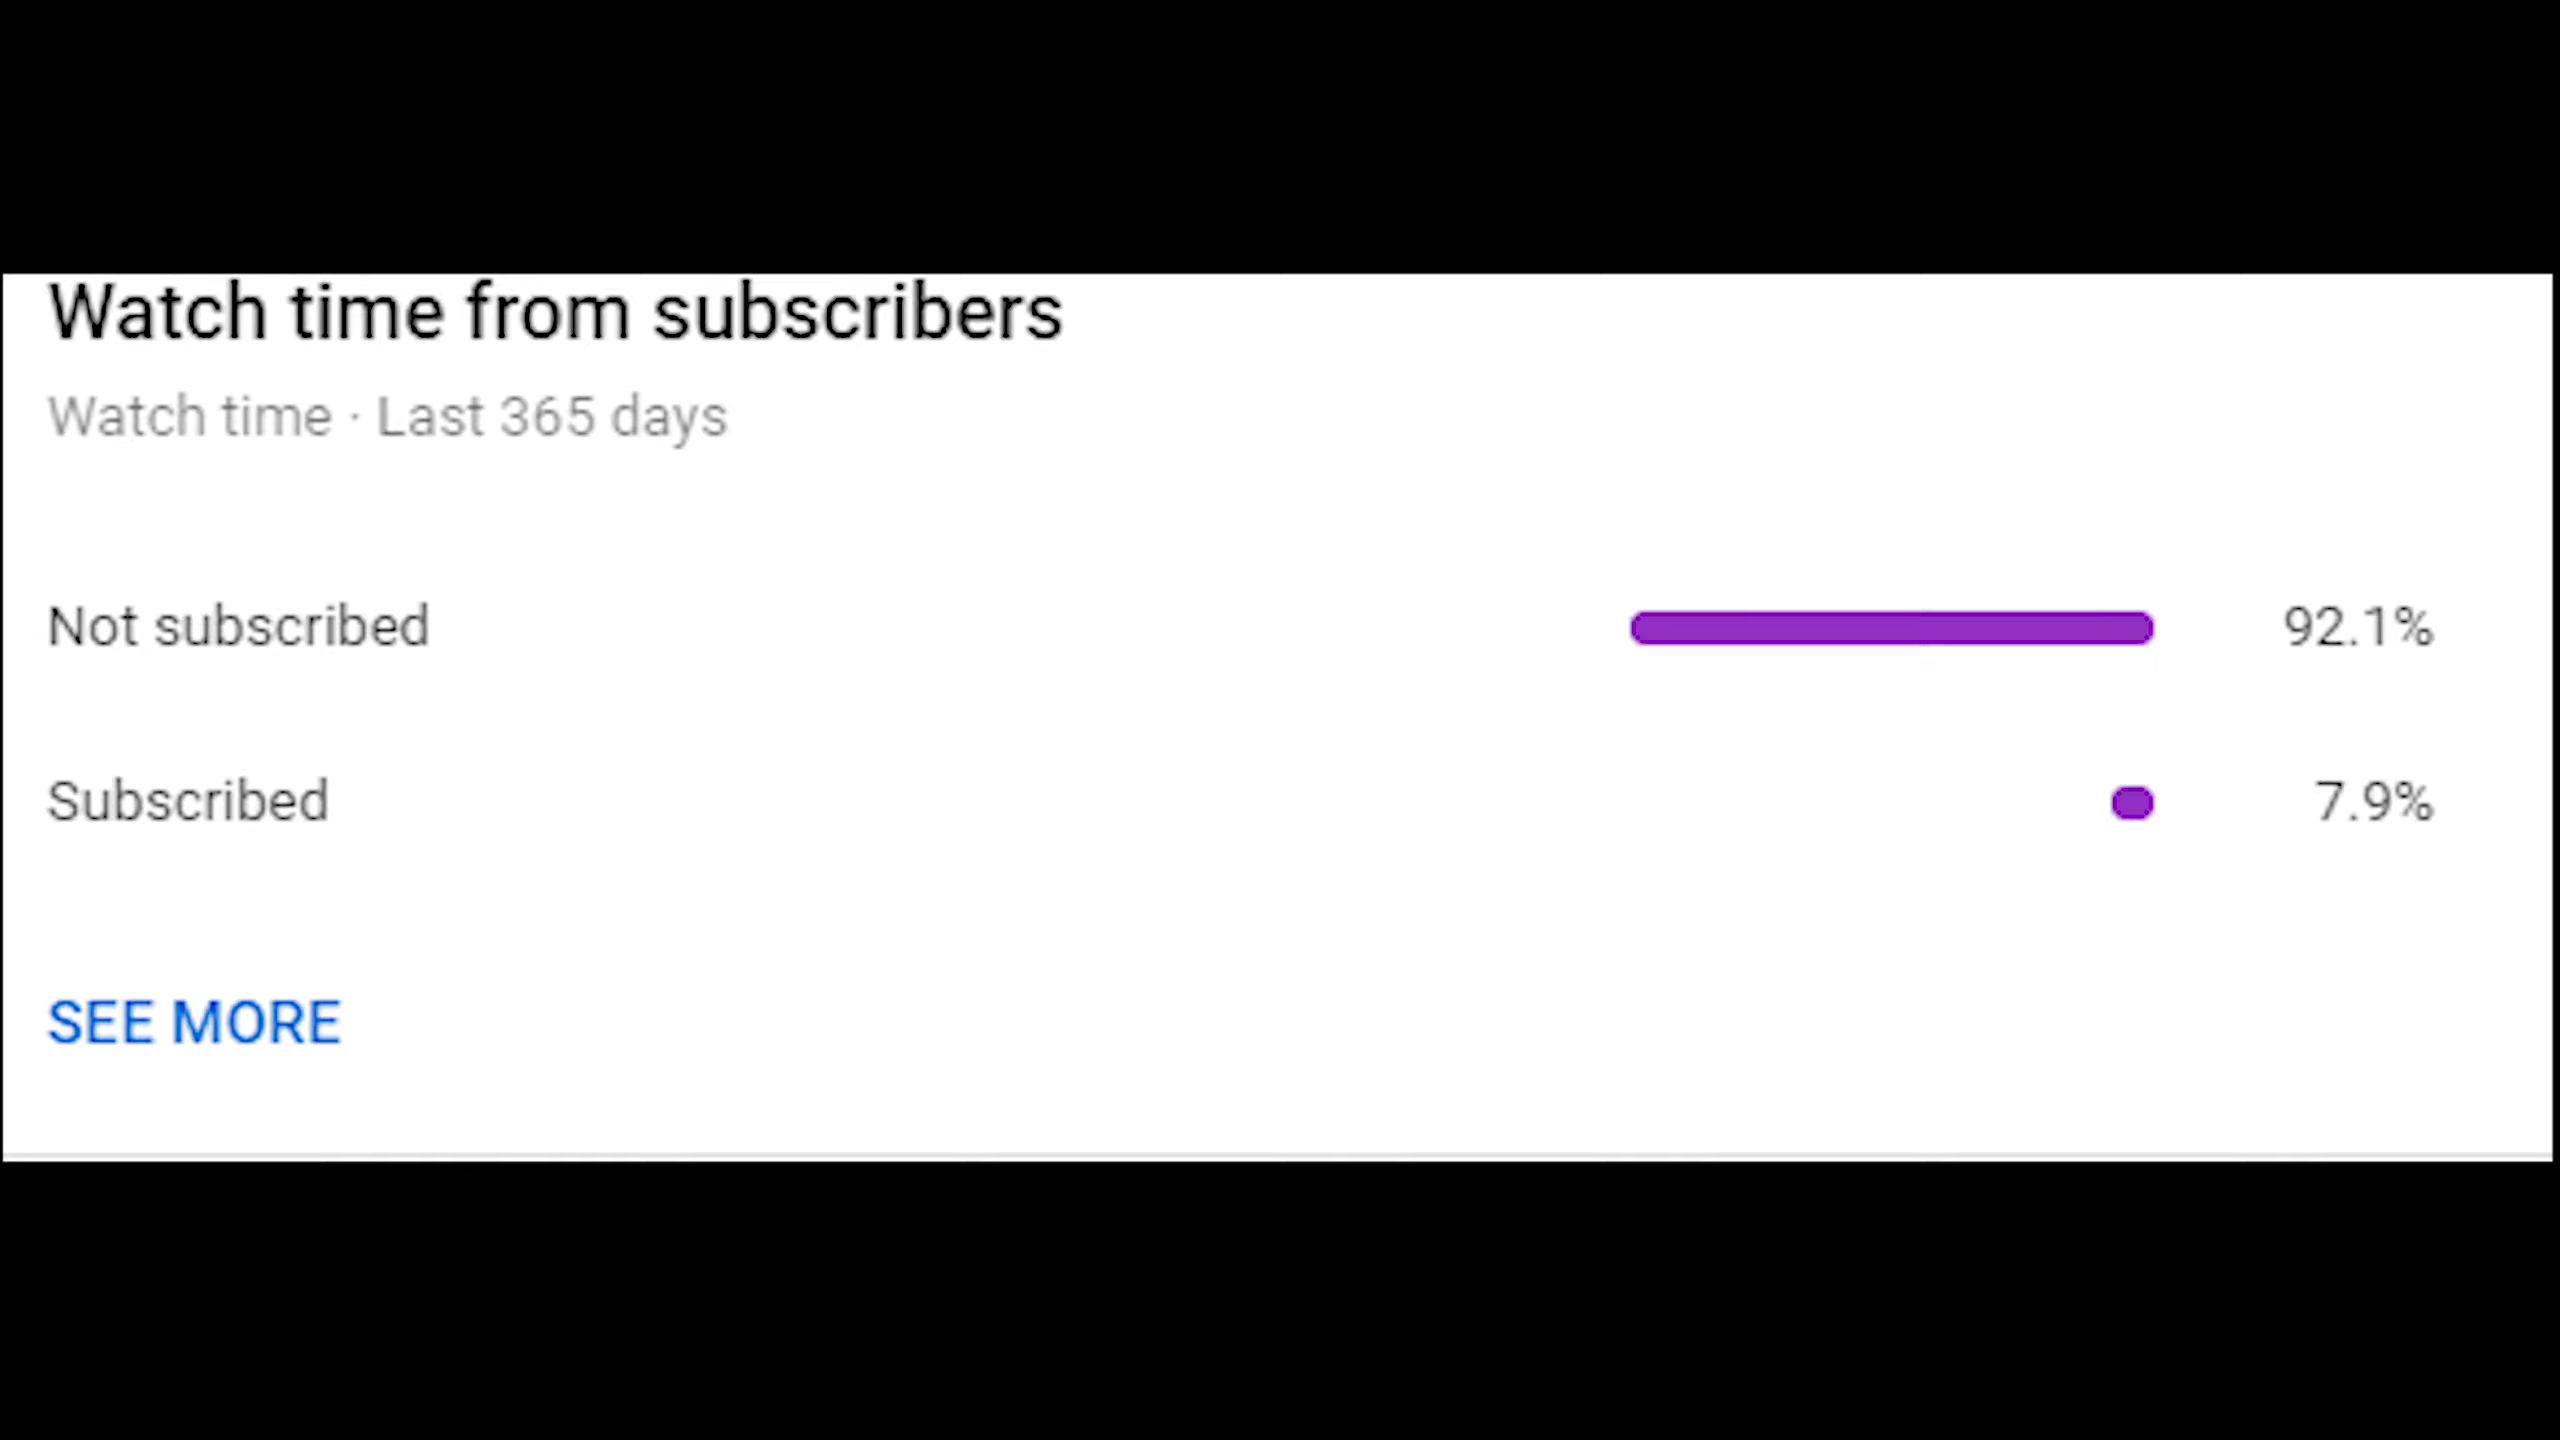 Watch time from subscribers
Watch time · Last 365 days
Not subscribed 92.1%
Subscribed 7.9%
SEE MORE